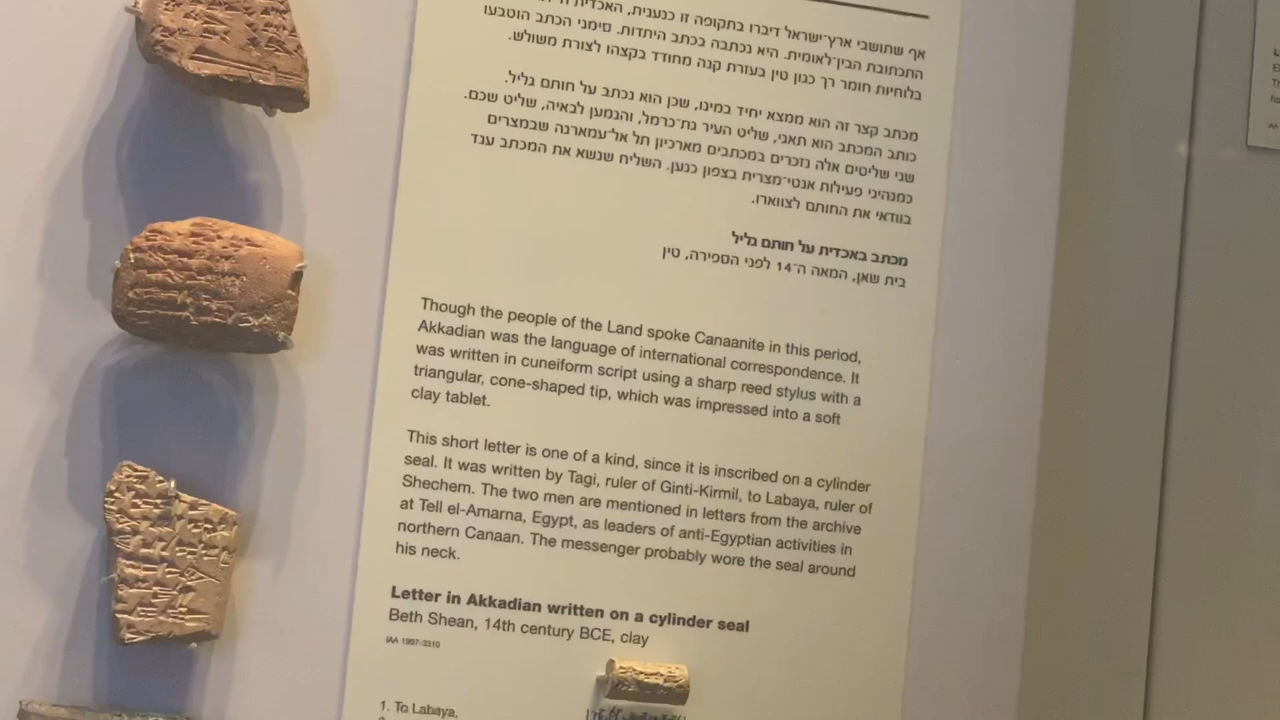 אף שתושבי ארץ־ישראל דיברו בתקופה זו כנענית, האכדית
התכתובת הבין־לאומית. היא נכתבה בכתב היתדות. סימני הכתב הוטבעו
בלוחיות חומר רך כגון טין בעזרת קנה מחודד בקצהו לצורת משולש.
מכתב קצר זה הוא ממצא יחיד במינו, שכן הוא נכתב על חותם גליל.
כותב המכתב הוא תאגי, שליט העיר גת־כרמל, והנמען לבאיה, שליט שכם.
שני שליטים אלה נזכרים במכתבים מארכיון תל אל־עמארנה שבמצרים
כמנהיגי פעילות אנטי־מצרית בצפון כנען. השליח שנשא את המכתב ענד
בוודאי את החותם לצווארו.
מכתב באכדית על חותם גליל
בית שאן, המאה ה־14 לפני הספירה, טין
Though the people of the Land spoke Canaanite in this period,
Akkadian was the language of international correspondence. It
was written in cuneiform script using a sharp reed stylus with a
triangular, cone-shaped tip, which was impressed into a soft
clay tablet.
This short letter is one of a kind, since it is inscribed on a cylinder
seal. It was written by Tagi, ruler of Ginti-Kirmil, to Labaya, ruler of
Shechem. The two men are mentioned in letters from the archive
at Tell el-Amarna, Egypt, as leaders of anti-Egyptian activities in
northern Canaan. The messenger probably wore the seal around
his neck.
Letter in Akkadian written on a cylinder seal
Beth Shean, 14th century BCE, clay
IAA 1997-3310
1. To Labaya,